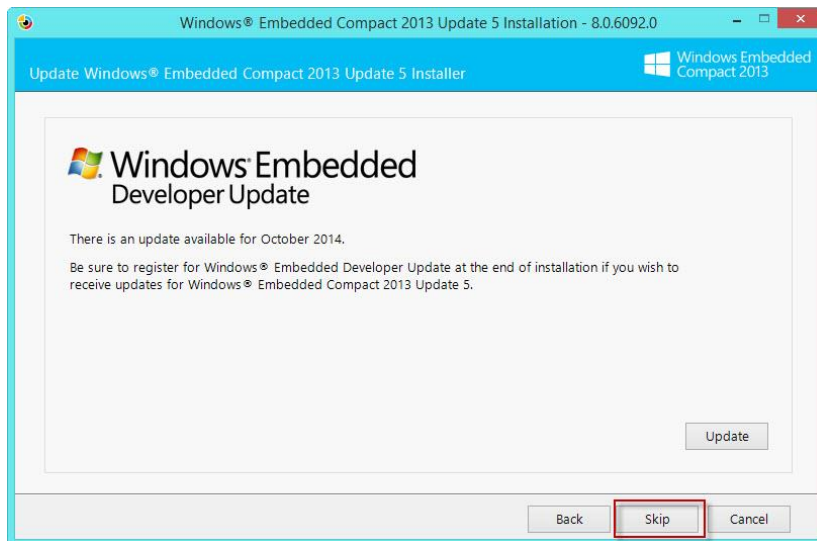 Windows® Embedded Compact 2013 Update 5 Installation - 8.0.6092.0
Update Windows® Embedded Compact 2013 Update 5 Installer
Windows Embedded
Compact 2013
Windows® Embedded
Developer Update
There is an update available for October 2014.
Be sure to register for Windows® Embedded Developer Update at the end of installation if you wish to
receive updates for Windows® Embedded Compact 2013 Update 5.
Update
Back
Skip
Cancel